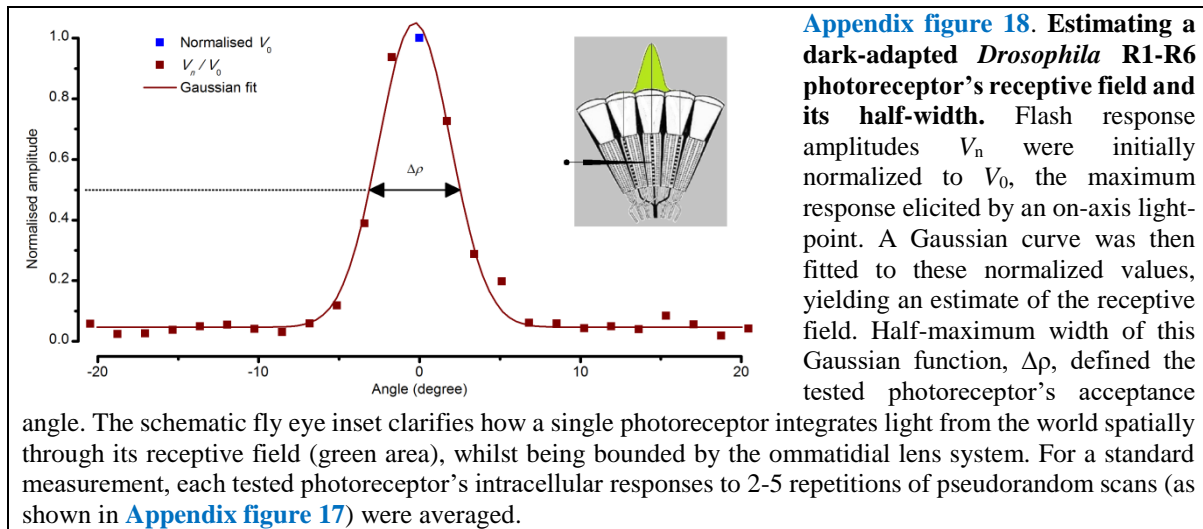 1.0
0.8
0.6
0.4
0.2
0.0
Normalised amplitude
Normalised V0
Vn / V0
Gaussian fit
Δρ
-20
-10
0
10
20
Angle (degree)
Appendix figure 18. Estimating a
dark-adapted Drosophila R1-R6
photoreceptor’s receptive field and
its half-width. Flash response
amplitudes Vn were initially
normalized to V0, the maximum
response elicited by an on-axis light-
point. A Gaussian curve was then
fitted to these normalized values,
yielding an estimate of the receptive
field. Half-maximum width of this
Gaussian function, Δρ, defined the
tested photoreceptor’s acceptance
angle. The schematic fly eye inset clarifies how a single photoreceptor integrates light from the world spatially
through its receptive field (green area), whilst being bounded by the ommatidial lens system. For a standard
measurement, each tested photoreceptor’s intracellular responses to 2-5 repetitions of pseudorandom scans (as
shown in Appendix figure 17) were averaged.